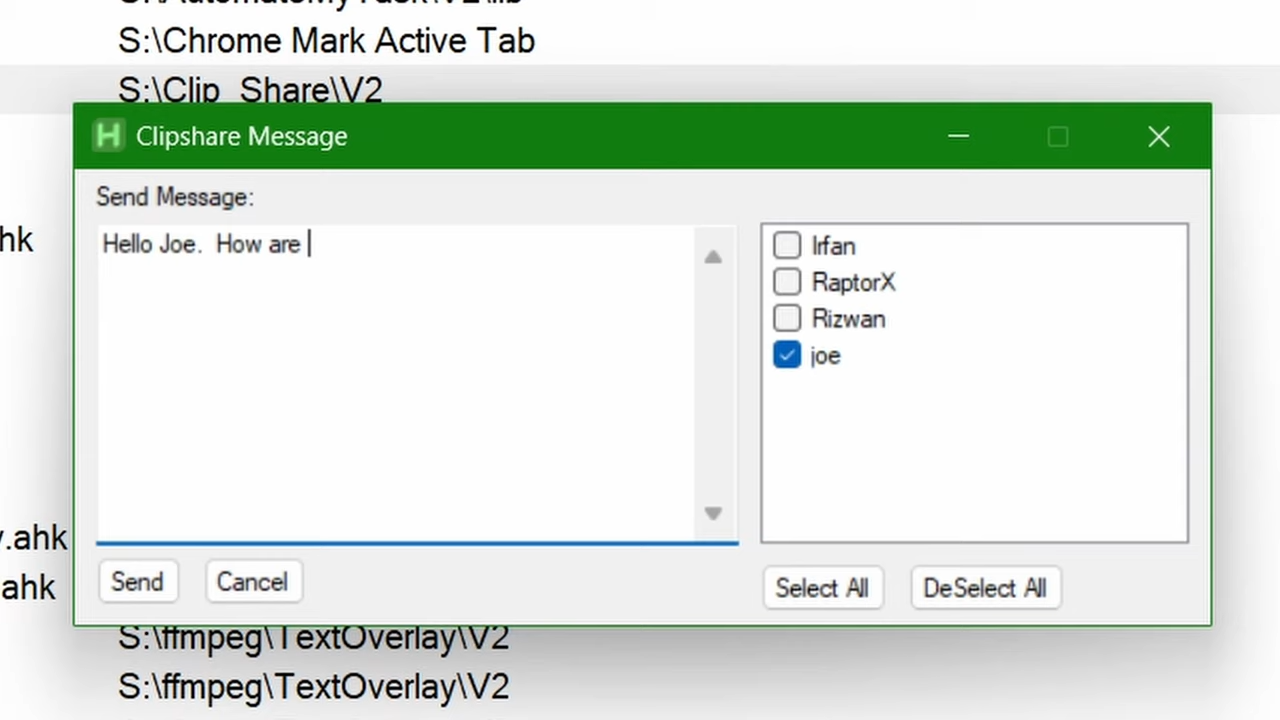 S:\Chrome Mark Active Tab
S:\Clip_Share\V2
Clipshare Message
Send Message:
hk
Hello Joe.  How are
Irfan
RaptorX
Rizwan
joe
.ahk
ahk
Send
Cancel
Select All
DeSelect All
S:\ffmpeg\TextOverlay\V2
S:\ffmpeg\TextOverlay\V2